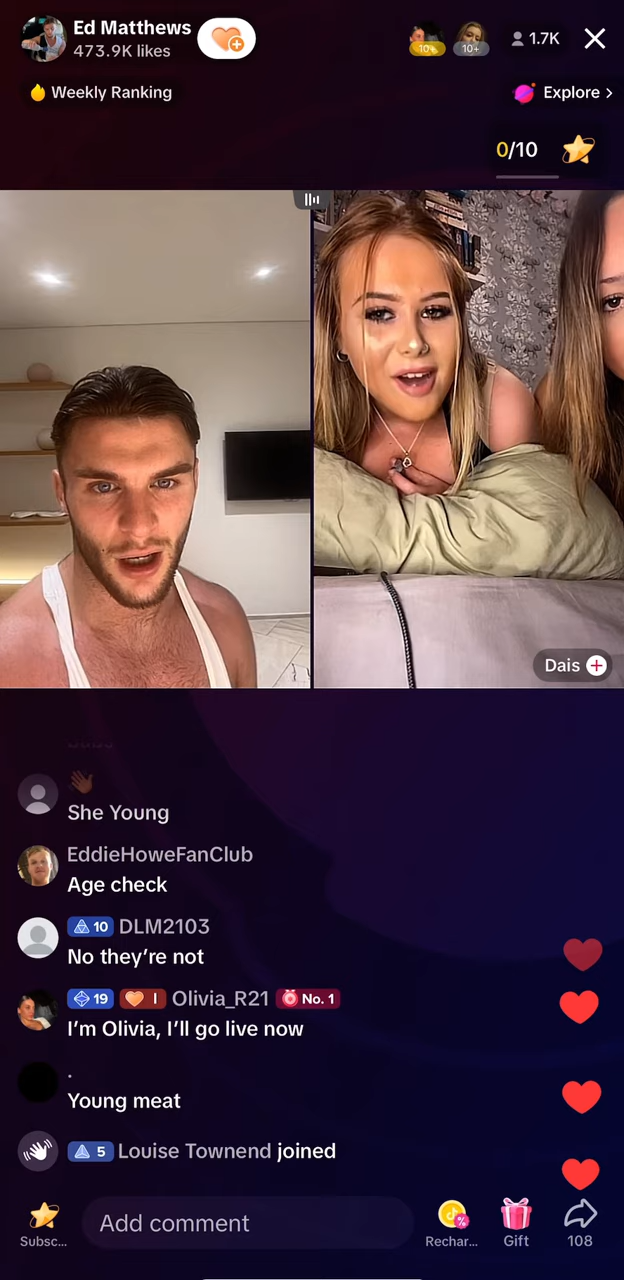 Ed Matthews
473.9K likes
10+
10+
1.7K
Weekly Ranking
Explore >
0/10
Dais
She Young
EddieHoweFanClub
Age check
10 DLM2103
No they’re not
19 I Olivia_R21 No. 1
I’m Olivia, I’ll go live now
.
Young meat
5 Louise Townend joined
Subsc...
Add comment
Rechar...
Gift
108